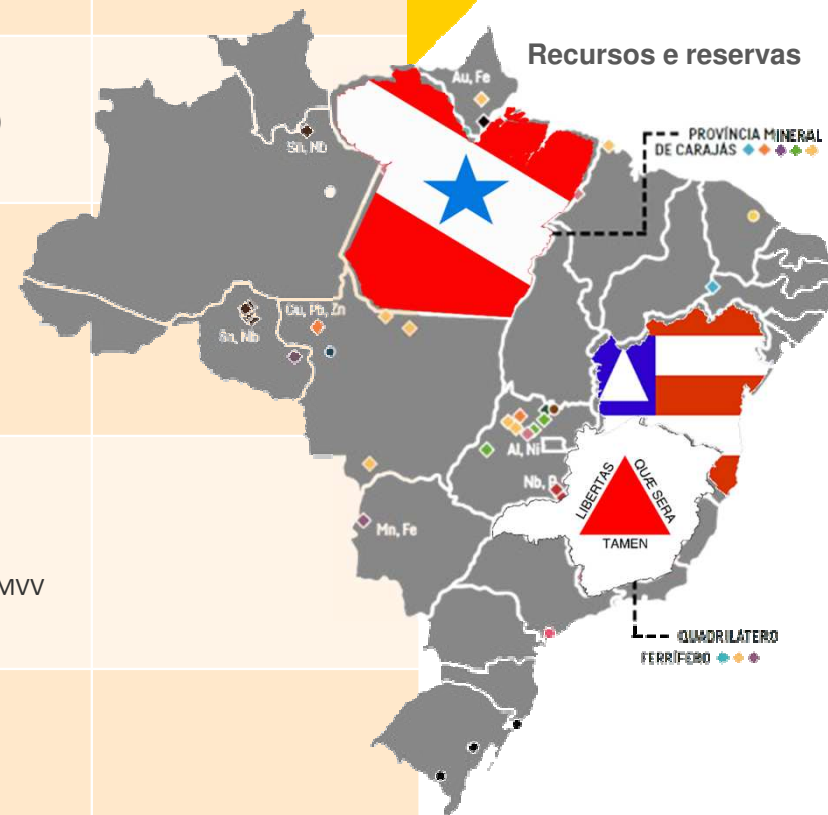 Recursos e reservas
Au, Fe
PROVÍNCIA MINERAL
DE CARAJÁS
Sn, Nb
Cu, Pb, Zn
Sn, Nb
Al, Ni
Nb, P
LIBERTAS
QUÆ SERA
TAMEN
Mn, Fe
MVV
QUADRILÁTERO
FERRÍFERO